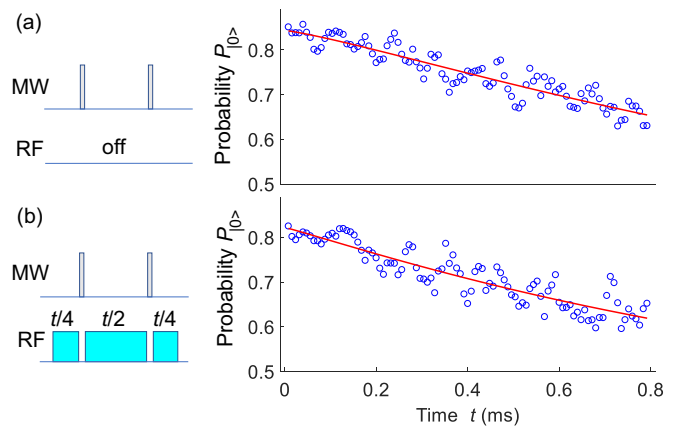 (a)
MW
RF
off
Probability P|0>
0.8
0.7
0.6
0.5
(b)
MW
t/4 t/2 t/4
RF
Probability P|0>
0.8
0.7
0.6
0.5
0 0.2 0.4 0.6 0.8
Time t (ms)